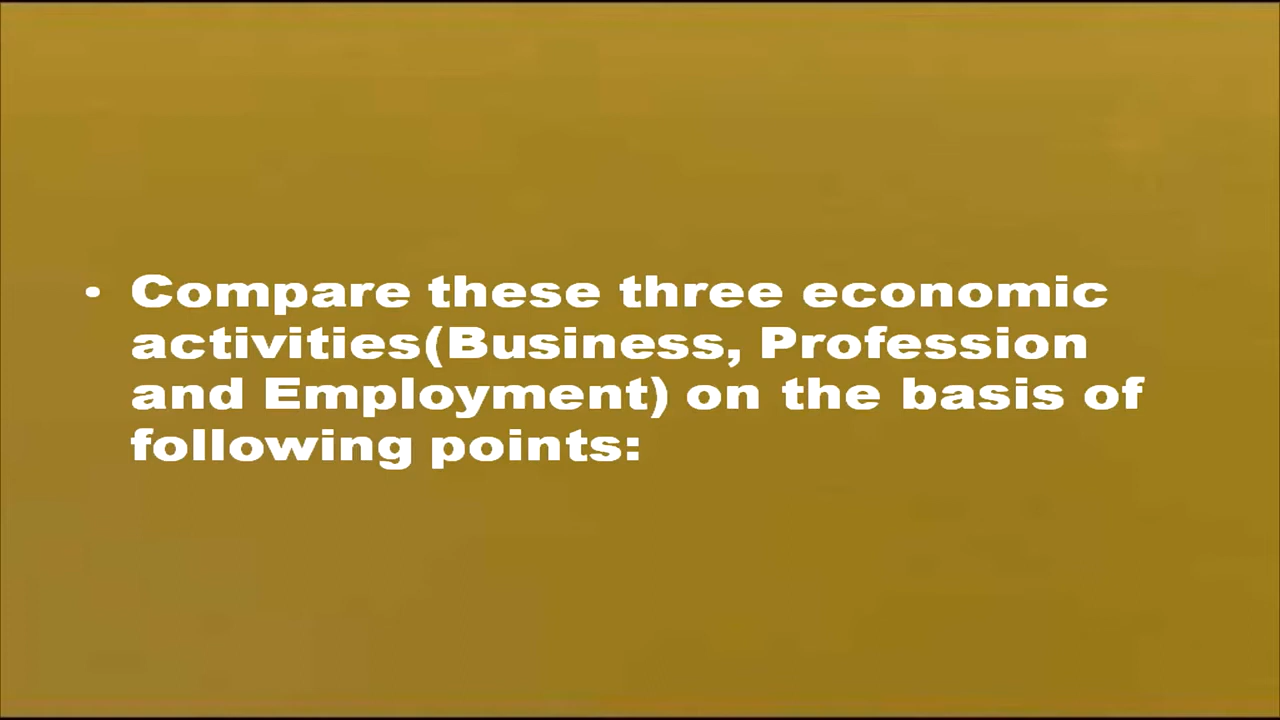 • Compare these three economic
activities(Business, Profession
and Employment) on the basis of
following points: